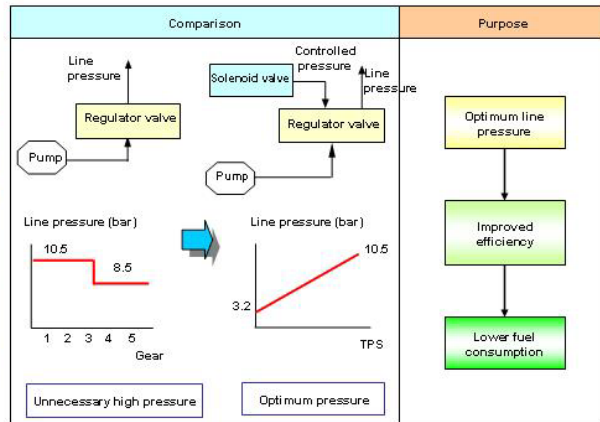 Comparison
Purpose
Line
pressure
Regulator valve
Pump
Controlled
pressure
Solenoid valve
Line
pressure
Regulator valve
Pump
Line pressure (bar)
10.5
8.5
1 2 3 4 5
Gear
Line pressure (bar)
10.5
3.2
TPS
Unnecessary high pressure
Optimum pressure
Optimum line
pressure
Improved
efficiency
Lower fuel
consumption